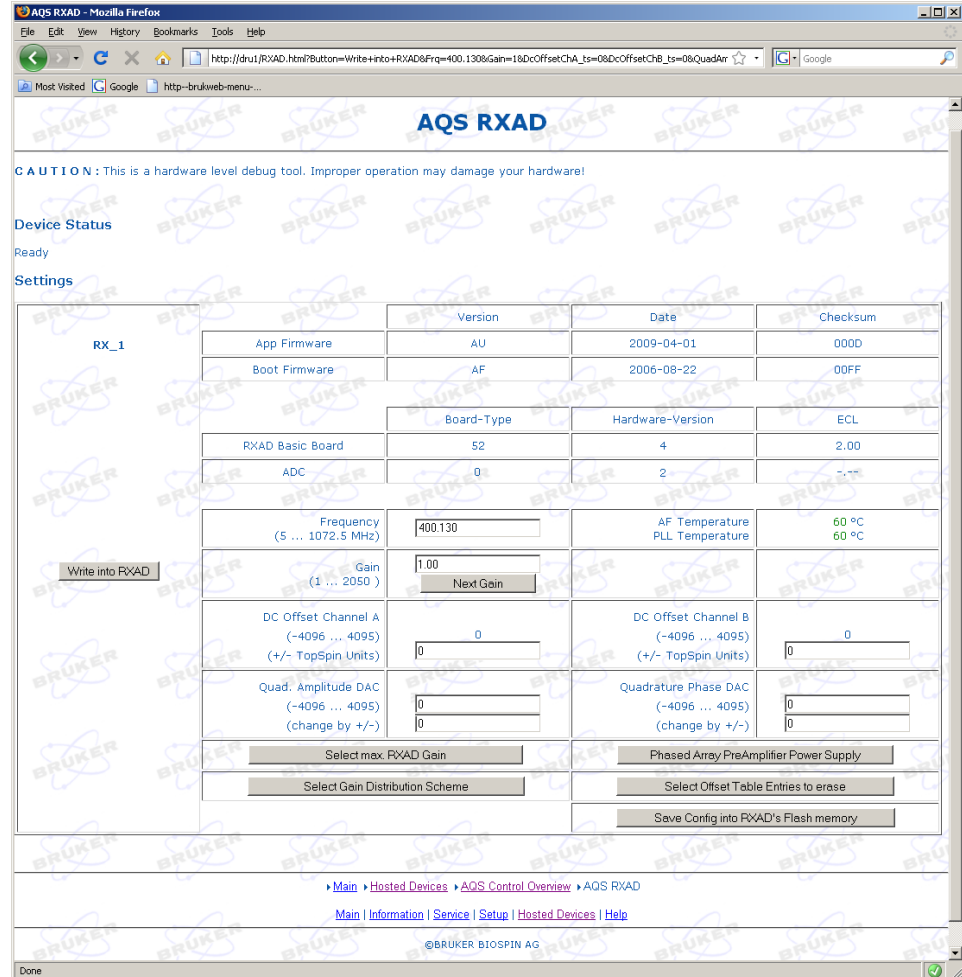 AQS RXAD - Mozilla Firefox
File Edit View History Bookmarks Tools Help
http://dru1/RXAD.html?Button=Write+into+RXAD&Frq=400.130&Gain=1&DcOffsetChA_ts=0&DcOffsetChB_ts=0&QuadAm
Google
Most Visited Google http--brukweb-menu-...
AQS RXAD
CAUTION: This is a hardware level debug tool. Improper operation may damage your hardware!
Device Status
Ready
Settings
RX_1
Write into RXAD
Version Date Checksum
App Firmware AU 2009-04-01 000D
Boot Firmware AF 2006-08-22 00FF
Board-Type Hardware-Version ECL
RXAD Basic Board 52 4 2.00
ADC 0 2 -.--
Frequency 400.130 AF Temperature 60 ºC
(5 ... 1072.5 MHz) PLL Temperature 60 ºC
Gain 1.00
(1 ... 2050 ) Next Gain
DC Offset Channel A DC Offset Channel B
(-4096 ... 4095) 0 (-4096 ... 4095) 0
(+/- TopSpin Units) 0 (+/- TopSpin Units) 0
Quad. Amplitude DAC Quadrature Phase DAC
(-4096 ... 4095) 0 (-4096 ... 4095) 0
(change by +/-) 0 (change by +/-) 0
Select max. RXAD Gain Phased Array PreAmplifier Power Supply
Select Gain Distribution Scheme Select Offset Table Entries to erase
Save Config into RXAD's Flash memory
Main Hosted Devices AQS Control Overview AQS RXAD
Main | Information | Service | Setup | Hosted Devices | Help
©BRUKER BIOSPIN AG
Done